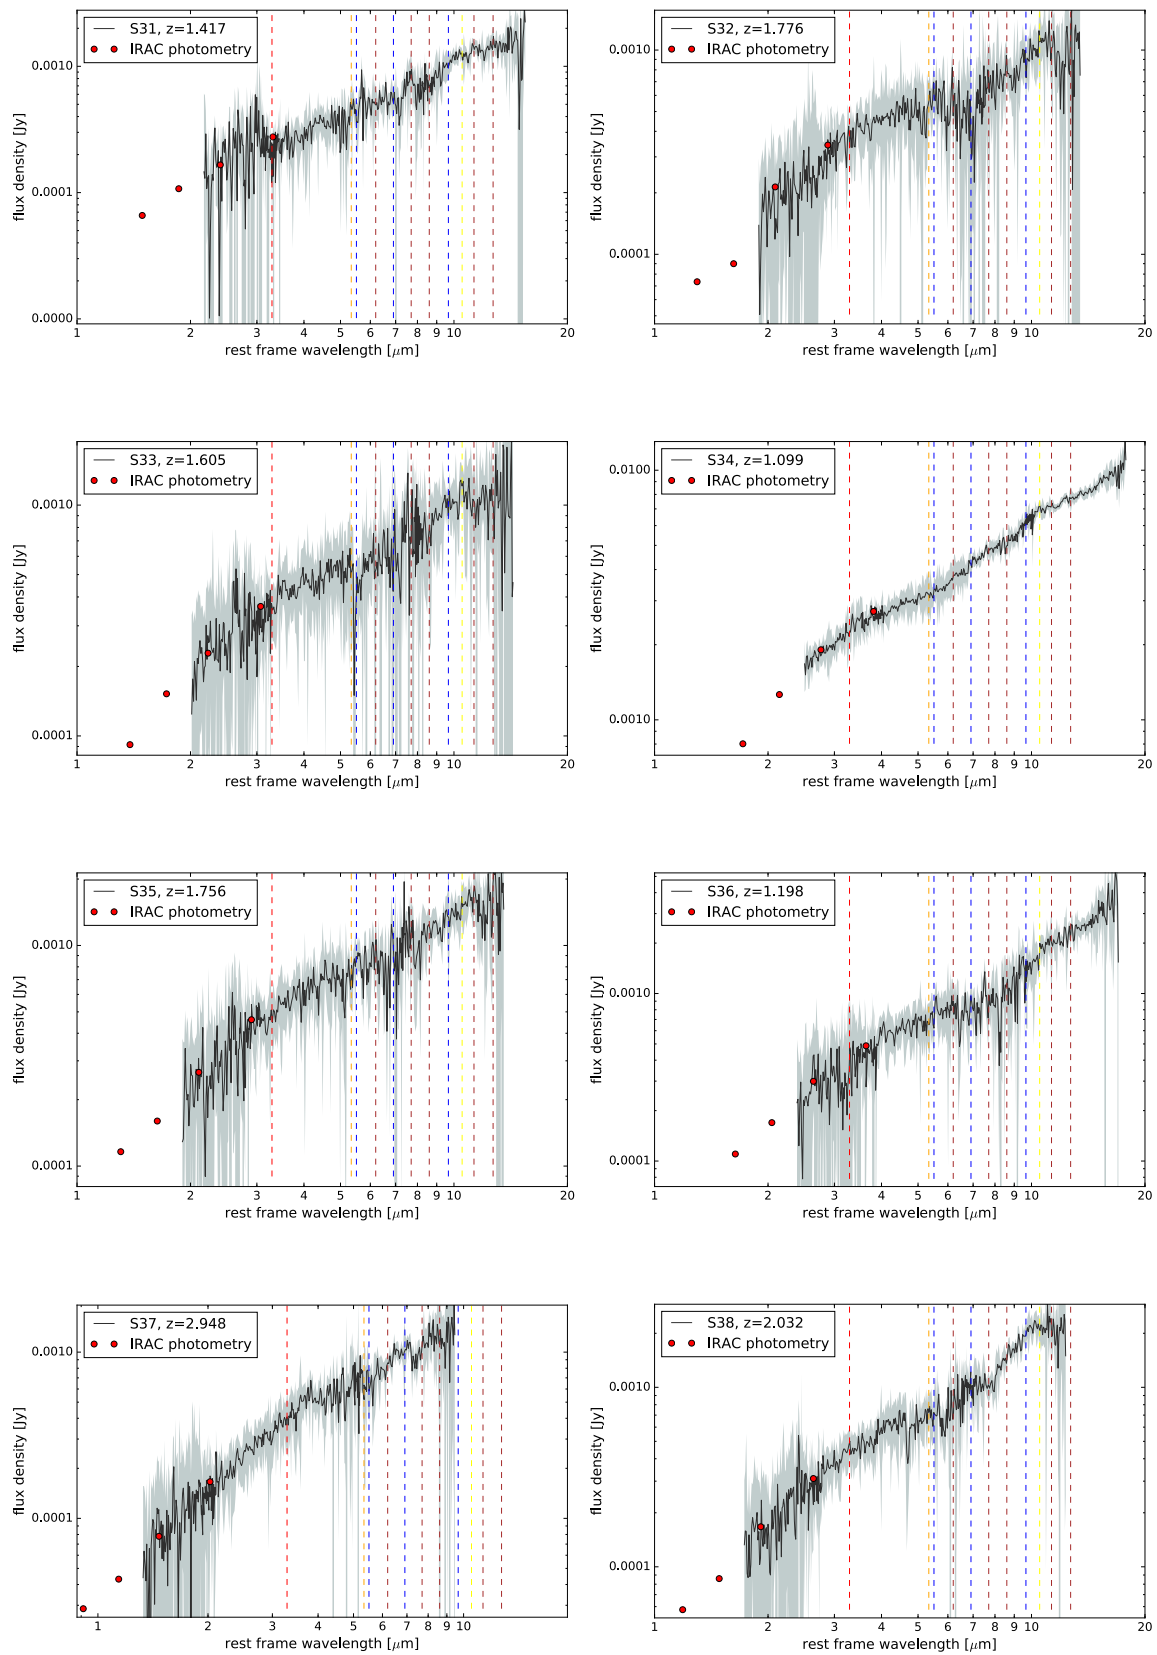 S31, z=1.417
IRAC photometry
0.0010
0.0001
0.0000
flux density [Jy]
1 2 3 4 5 6 7 8 9 10 20
rest frame wavelength [μm]
S32, z=1.776
IRAC photometry
0.0010
0.0001
flux density [Jy]
1 2 3 4 5 6 7 8 9 10 20
rest frame wavelength [μm]
S33, z=1.605
IRAC photometry
0.0010
0.0001
flux density [Jy]
1 2 3 4 5 6 7 8 9 10 20
rest frame wavelength [μm]
S34, z=1.099
IRAC photometry
0.0100
0.0010
flux density [Jy]
1 2 3 4 5 6 7 8 9 10 20
rest frame wavelength [μm]
S35, z=1.756
IRAC photometry
0.0010
0.0001
flux density [Jy]
1 2 3 4 5 6 7 8 9 10 20
rest frame wavelength [μm]
S36, z=1.198
IRAC photometry
0.0010
0.0001
flux density [Jy]
1 2 3 4 5 6 7 8 9 10 20
rest frame wavelength [μm]
S37, z=2.948
IRAC photometry
0.0010
0.0001
flux density [Jy]
1 2 3 4 5 6 7 8 9 10 20
rest frame wavelength [μm]
S38, z=2.032
IRAC photometry
0.0010
0.0001
flux density [Jy]
1 2 3 4 5 6 7 8 9 10 20
rest frame wavelength [μm]